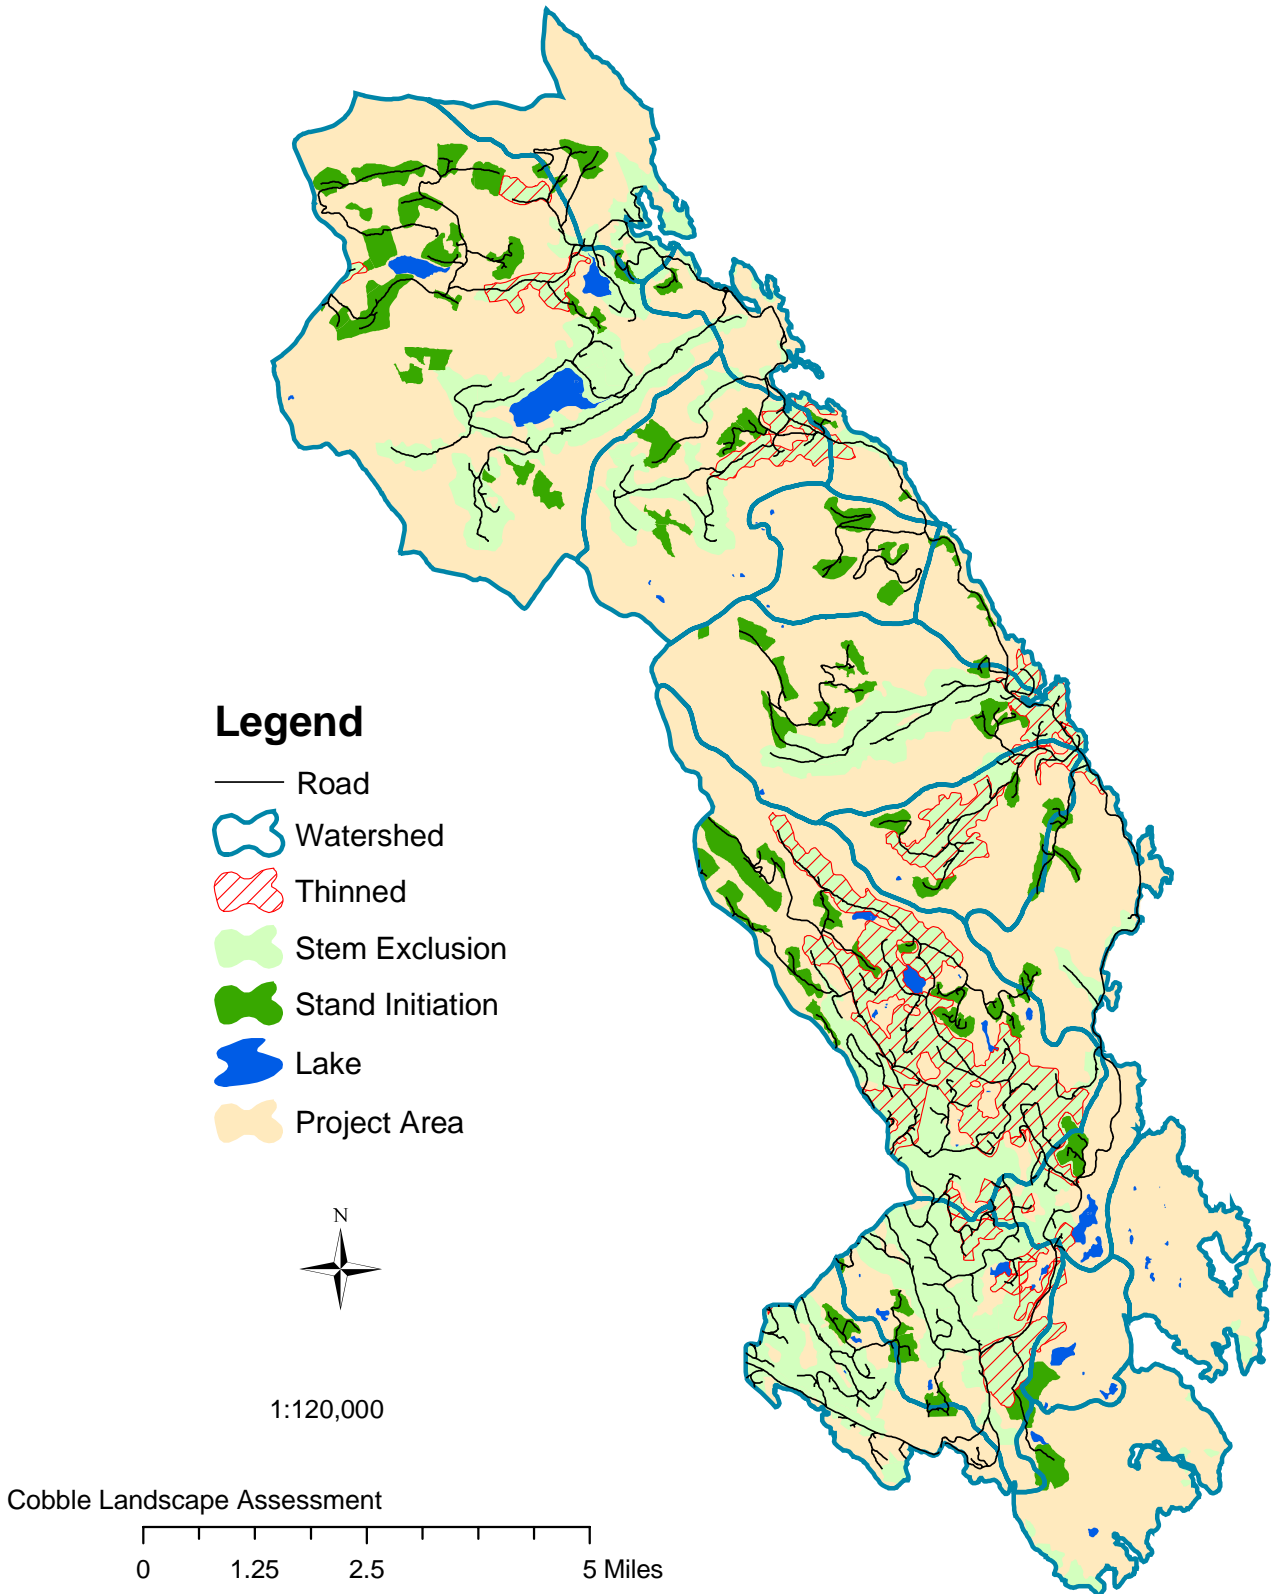 Legend
Road
Watershed
Thinned
Stem Exclusion
Stand Initiation
Lake
Project Area
N
1:120,000
Cobble Landscape Assessment
0 1.25 2.5 5 Miles